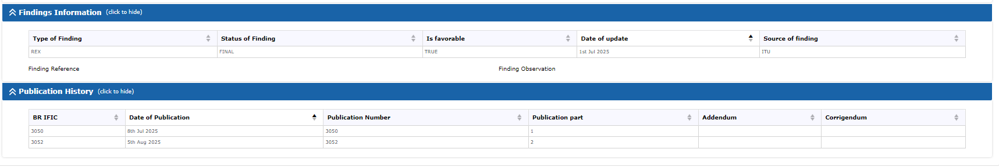 Findings Information (click to hide)
Type of Finding Status of Finding Is favorable Date of update Source of finding
REX FINAL TRUE 1st Jul 2025 ITU
Finding Reference Finding Observation
Publication History (click to hide)
BR IFIC Date of Publication Publication Number Publication part Addendum Corrigendum
3050 8th Jul 2025 3050 1
3052 5th Aug 2025 3052 2